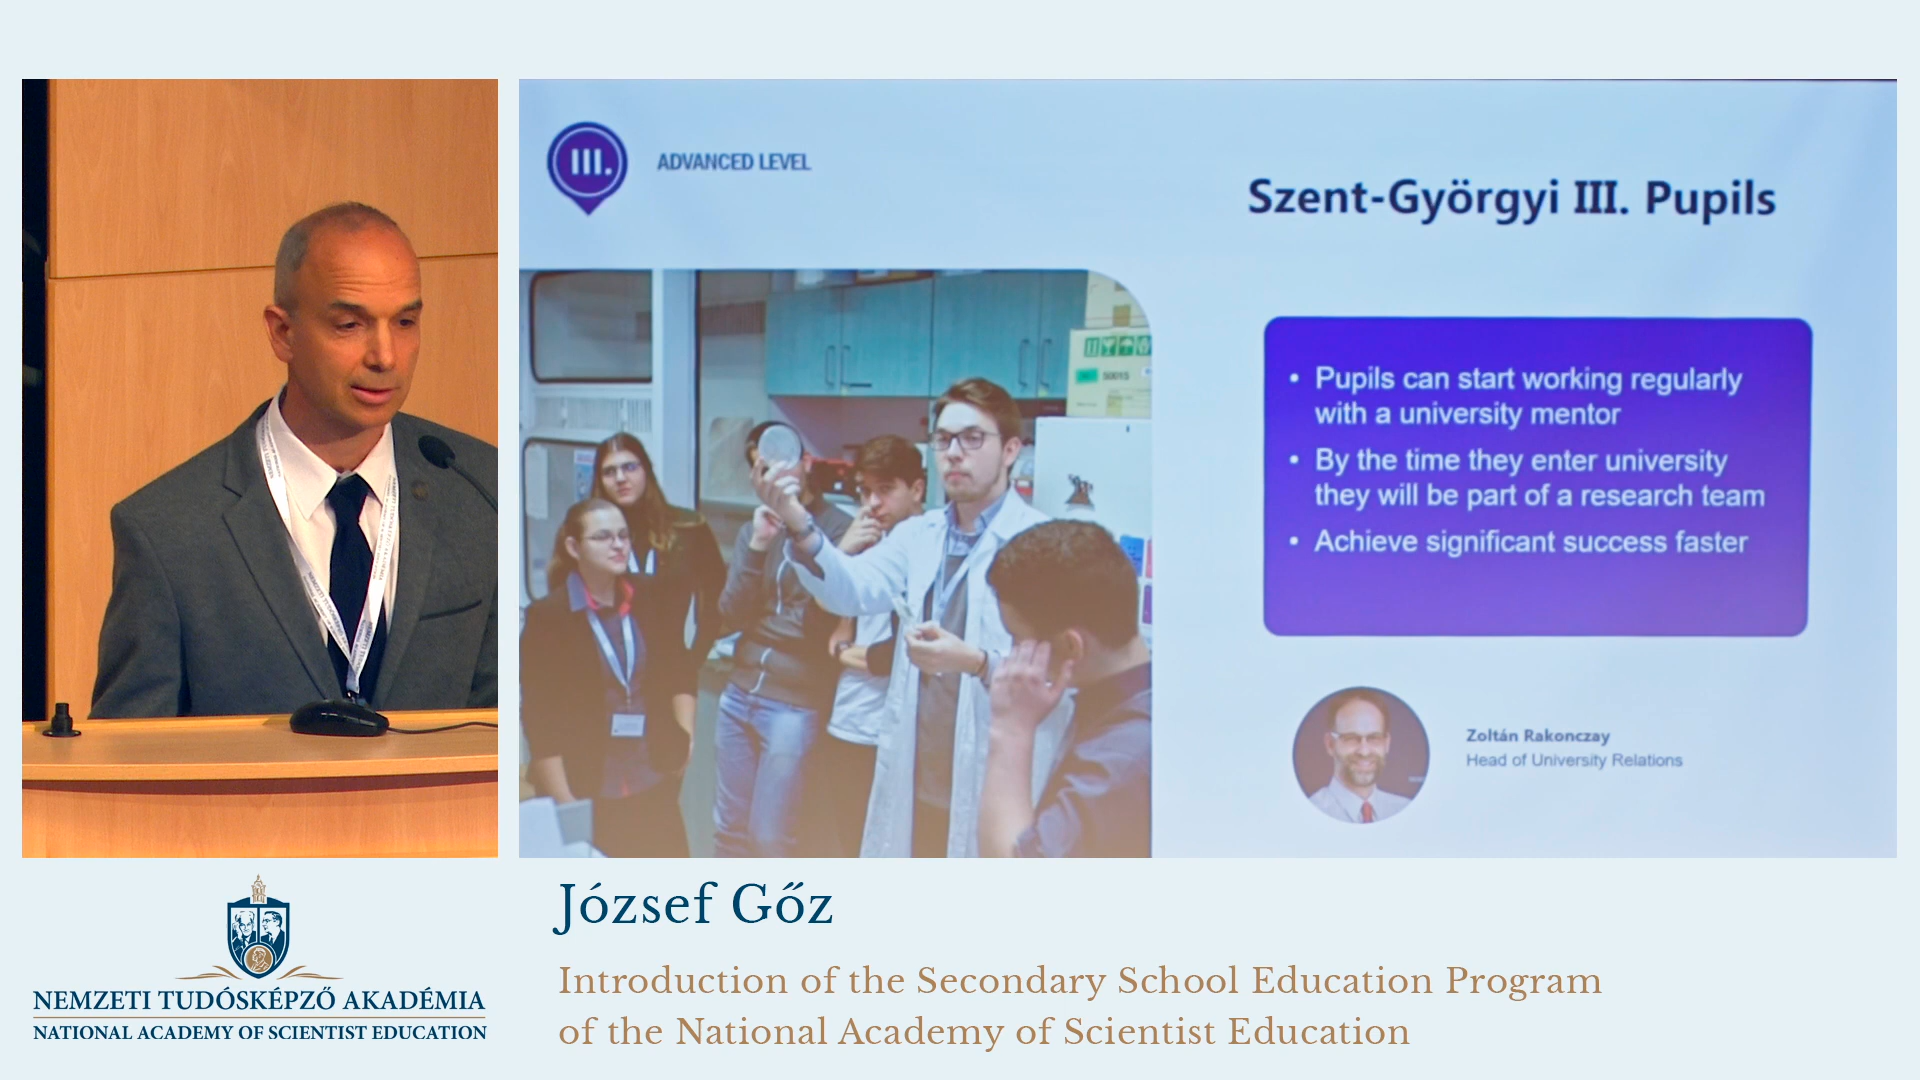 III.
ADVANCED LEVEL
Szent-Györgyi III. Pupils
• Pupils can start working regularly
with a university mentor
• By the time they enter university
they will be part of a research team
• Achieve significant success faster
Zoltán Rakonczay
Head of University Relations
50015
József Gőz
Introduction of the Secondary School Education Program
of the National Academy of Scientist Education
NEMZETI TUDÓSKÉPZŐ AKADÉMIA
NATIONAL ACADEMY OF SCIENTIST EDUCATION